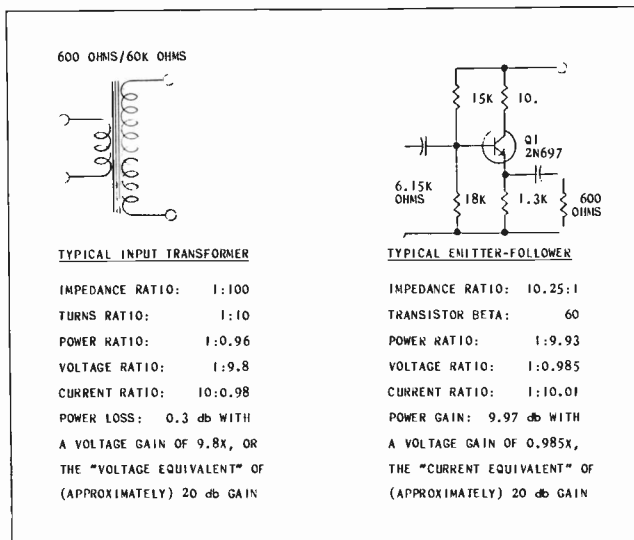 600 OHMS/60K OHMS
15K
10.
Q1
2N697
6.15K
OHMS
18K
1.3K
600
OHMS
TYPICAL INPUT TRANSFORMER
IMPEDANCE RATIO: 1:100
TURNS RATIO: 1:10
POWER RATIO: 1:0.96
VOLTAGE RATIO: 1:9.8
CURRENT RATIO: 10:0.98
POWER LOSS: 0.3 db WITH
A VOLTAGE GAIN OF 9.8X, OR
THE "VOLTAGE EQUIVALENT" OF
(APPROXIMATELY) 20 db GAIN
TYPICAL EMITTER-FOLLOWER
IMPEDANCE RATIO: 10.25:1
TRANSISTOR BETA: 60
POWER RATIO: 1:9.93
VOLTAGE RATIO: 1:0.985
CURRENT RATIO: 1:10.01
POWER GAIN: 9.97 db WITH
A VOLTAGE GAIN OF 0.985X,
THE "CURRENT EQUIVALENT" OF
(APPROXIMATELY) 20 db GAIN